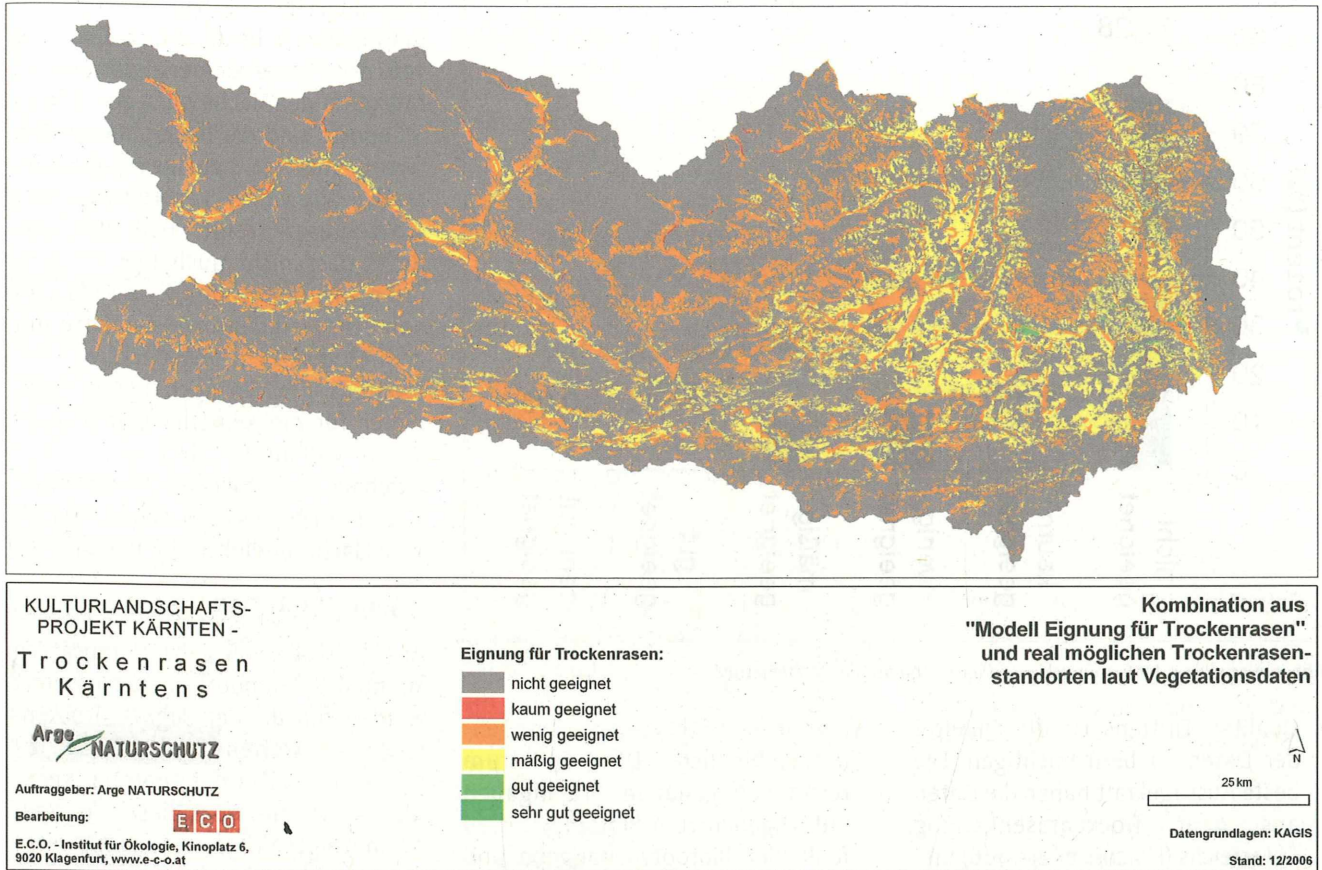 KULTURLANDSCHAFTS-
PROJEKT KÄRNTEN -
Trockenrasen
Kärntens
Arge
NATURSCHUTZ
Auftraggeber: Arge NATURSCHUTZ
Bearbeitung:
E C O
E.C.O. - Institut für Ökologie, Kinoplatz 6,
9020 Klagenfurt, www.e-c-o.at
Eignung für Trockenrasen:
nicht geeignet
kaum geeignet
wenig geeignet
mäßig geeignet
gut geeignet
sehr gut geeignet
Kombination aus
"Modell Eignung für Trockenrasen"
und real möglichen Trockenrasen-
standorten laut Vegetationsdaten
N
25 km
Datengrundlagen: KAGIS
Stand: 12/2006